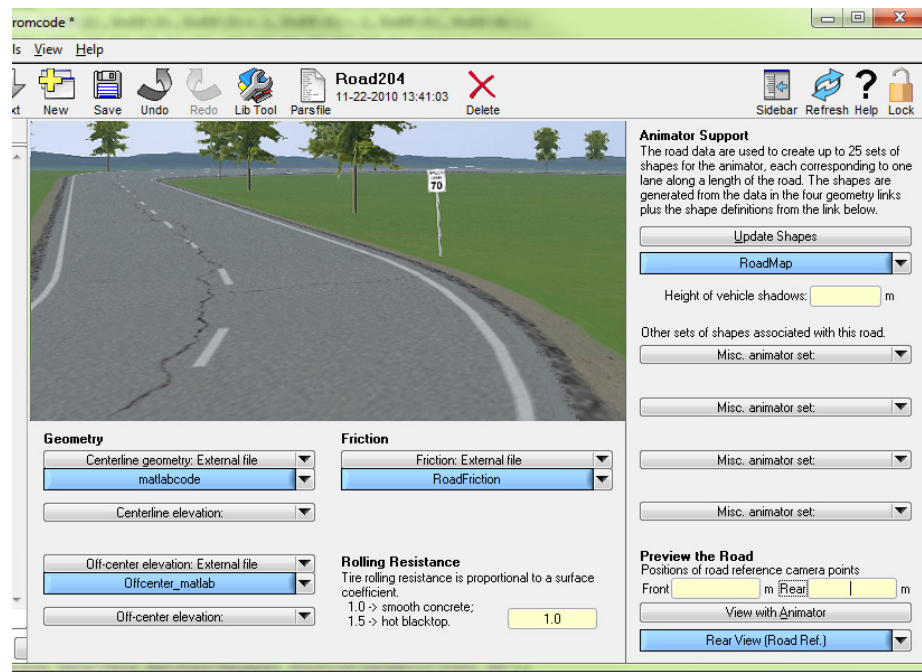 romcode *
ls View Help
xt New Save Undo Redo Lib Tool Parsfile Road204 11-22-2010 13:41:03 Delete Sidebar Refresh Help Lock
70
Animator Support
The road data are used to create up to 25 sets of
shapes for the animator, each corresponding to one
lane along a length of the road. The shapes are
generated from the data in the four geometry links
plus the shape definitions from the link below.
Update Shapes
RoadMap
Height of vehicle shadows: m
Other sets of shapes associated with this road.
Misc. animator set:
Misc. animator set:
Misc. animator set:
Misc. animator set:
Geometry
Centerline geometry: External file
matlabcode
Centerline elevation:
Off-center elevation: External file
Offcenter_matlab
Off-center elevation:
Friction
Friction: External file
RoadFriction
Rolling Resistance
Tire rolling resistance is proportional to a surface
coefficient.
1.0 -> smooth concrete;
1.5 -> hot blacktop.
1.0
Preview the Road
Positions of road reference camera points
Front m Rear m
View with Animator
Rear View (Road Ref.)